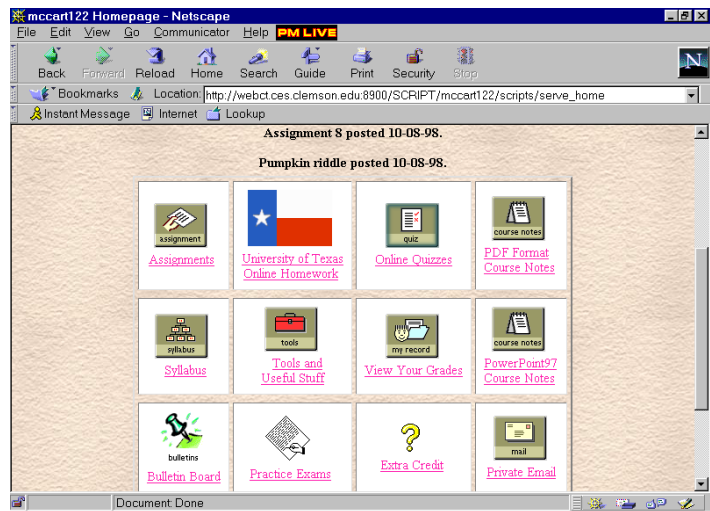 mccart122 Homepage - Netscape
File Edit View Go Communicator Help PM LIVE
Back Forward Reload Home Search Guide Print Security Stop
N
Bookmarks Location: http://webct.ces.clemson.edu:8900/SCRIPT/mccart122/scripts/serve_home
Instant Message Internet Lookup
Assignment 8 posted 10-08-98.
Pumpkin riddle posted 10-08-98.
assignment
quiz
course notes
Assignments
University of Texas
Online Homework
Online Quizzes
PDF Format
Course Notes
syllabus
tools
my record
course notes
Syllabus
Tools and
Useful Stuff
View Your Grades
PowerPoint97
Course Notes
bulletins
mail
Bulletin Board
Practice Exams
Extra Credit
Private Email
Document: Done